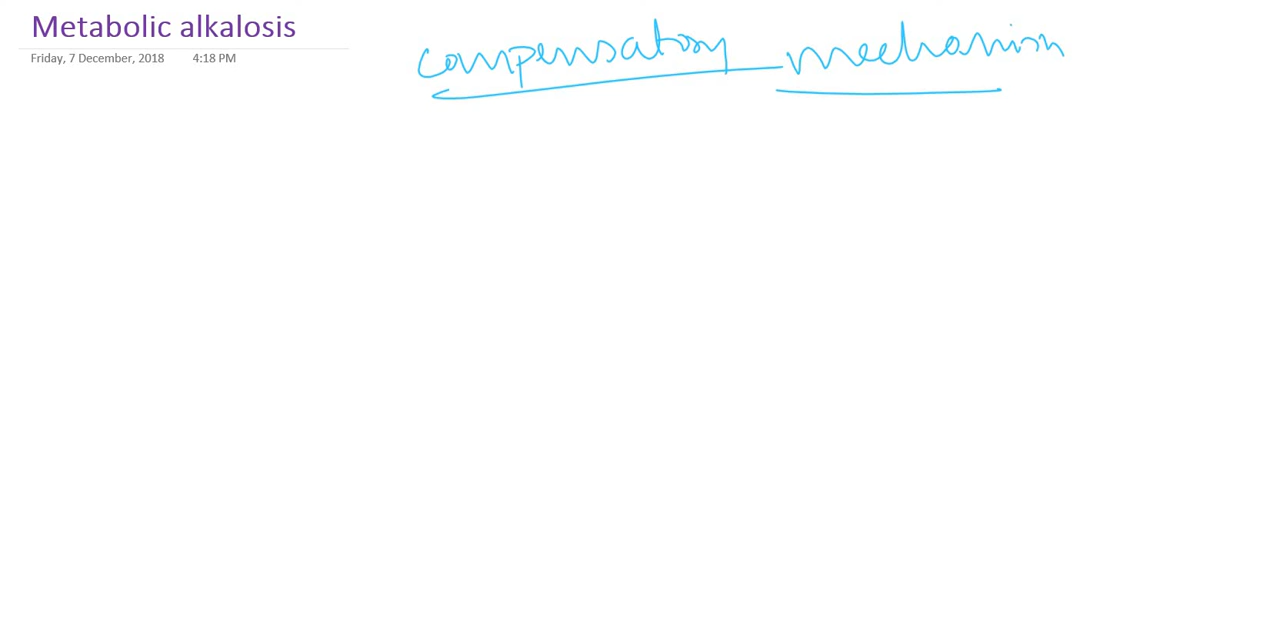 Metabolic alkalosis
Friday, 7 December, 2018 4:18 PM
compensatory mechanism